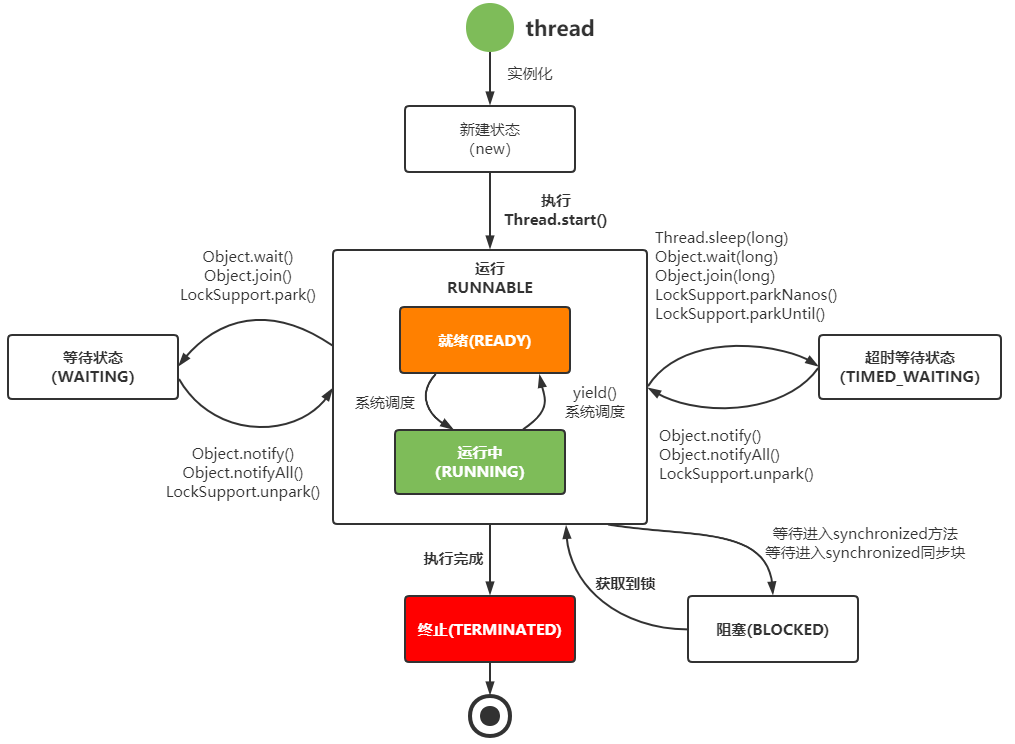 thread
实例化
新建状态
（new）
执行
Thread.start()
Object.wait()
Object.join()
LockSupport.park()
运行
RUNNABLE
Thread.sleep(long)
Object.wait(long)
Object.join(long)
LockSupport.parkNanos()
LockSupport.parkUntil()
就绪(READY)
等待状态
(WAITING)
超时等待状态
(TIMED_WAITING)
系统调度
yield()
系统调度
运行中
(RUNNING)
Object.notify()
Object.notifyAll()
LockSupport.unpark()
Object.notify()
Object.notifyAll()
LockSupport.unpark()
执行完成
等待进入synchronized方法
等待进入synchronized同步块
获取到锁
终止(TERMINATED)
阻塞(BLOCKED)